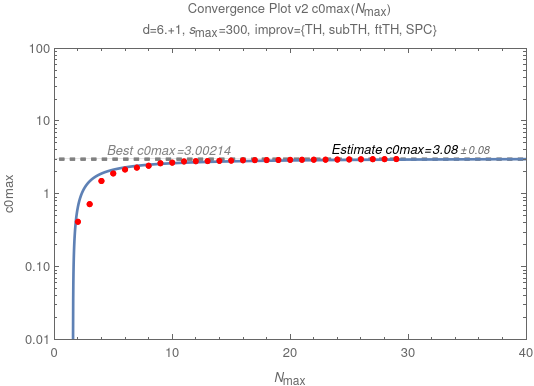 Convergence Plot v2 c0max(Nmax)
d=6.+1, smax=300, improv={TH, subTH, ftTH, SPC}
100
10
1
0.10
0.01
c0max
Best c0max=3.00214
Estimate c0max=3.08 ±0.08
0 10 20 30 40
Nmax